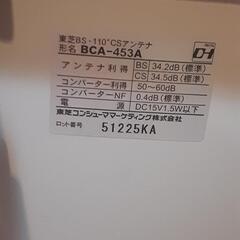 東芝BS・110°CSアンテナ
形名 BCA-453A
アンテナ利得 BS 34.2dB(標準)
CS 34.5dB(標準)
コンバーター利得 50~60dB
コンバーターNF 0.4dB(標準)
電源 DC15V1.5W以下
東芝コンシューママーケティング株式会社
ロット番号 51225KA